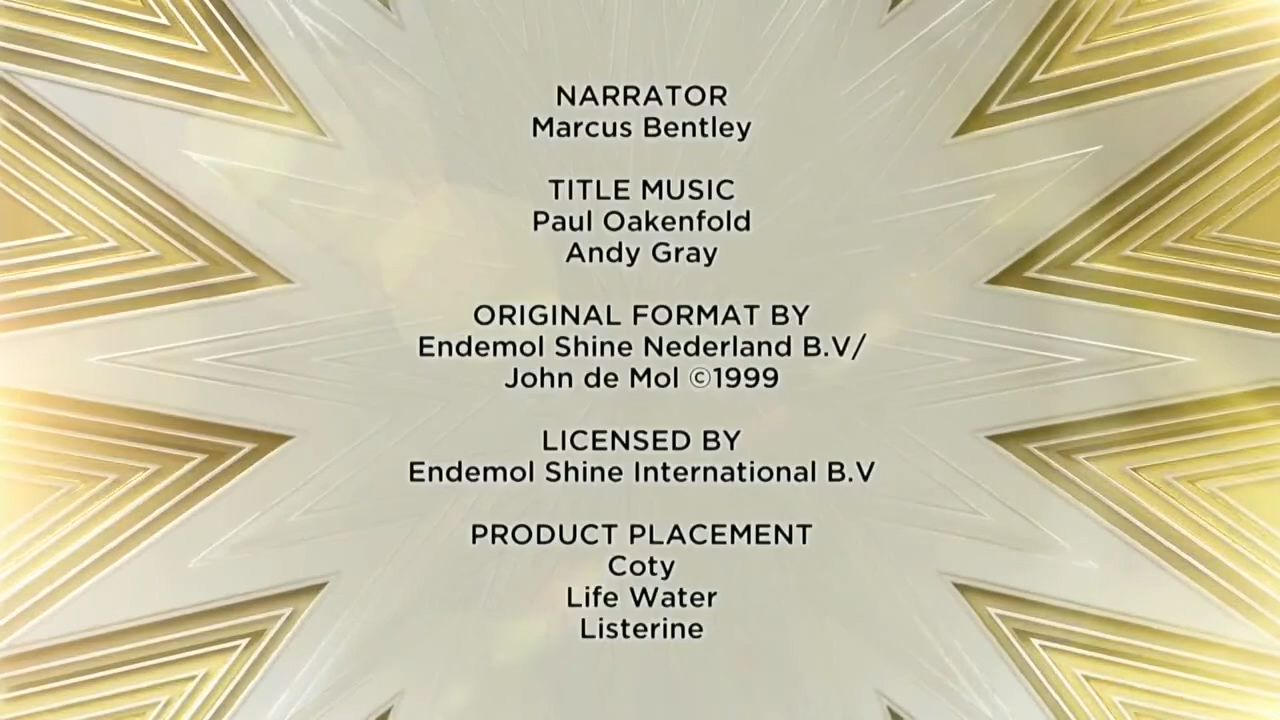 NARRATOR
Marcus Bentley
TITLE MUSIC
Paul Oakenfold
Andy Gray
ORIGINAL FORMAT BY
Endemol Shine Nederland B.V/
John de Mol ©1999
LICENSED BY
Endemol Shine International B.V
PRODUCT PLACEMENT
Coty
Life Water
Listerine